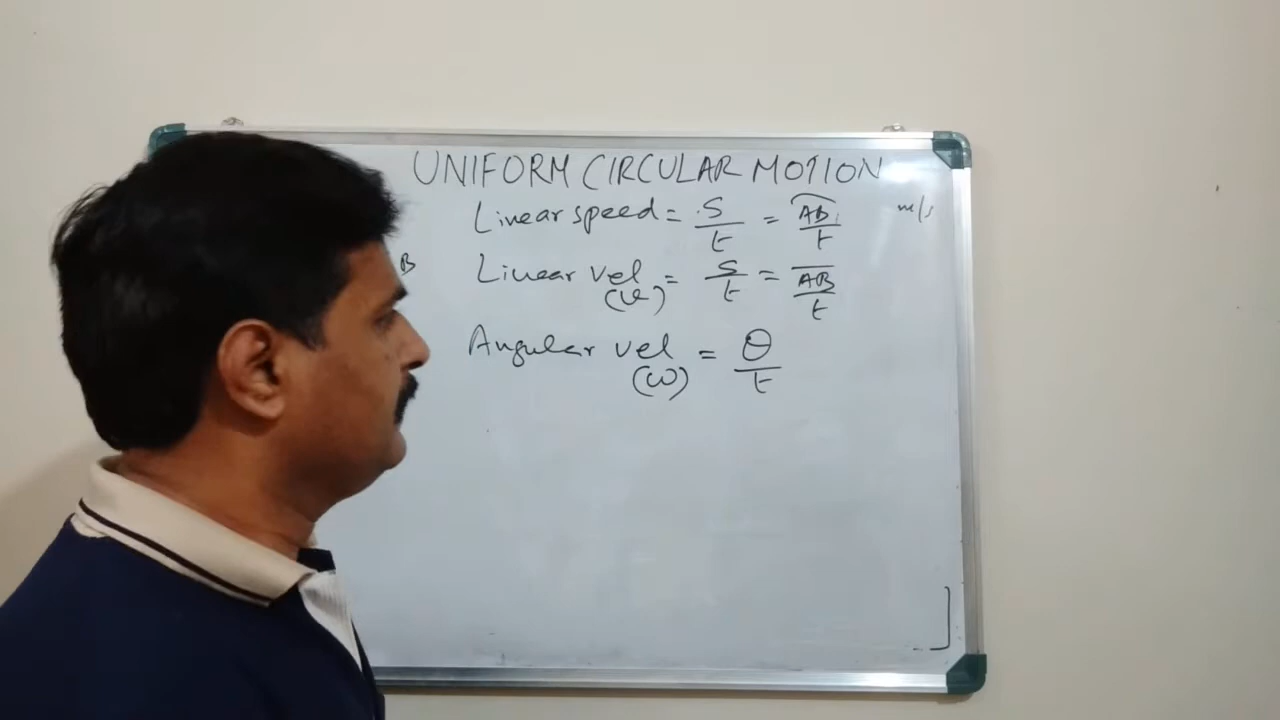 UNIFORM CIRCULAR MOTION
Linear speed = S/t = AB/t m/s
B
Linear vel (v) = S/t = AB/t
Angular vel (ω) = θ/t